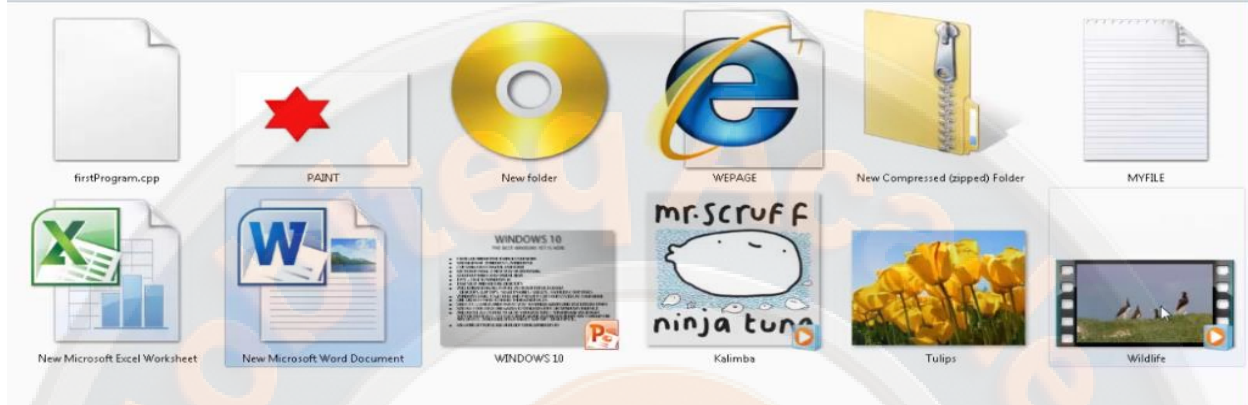 firstProgram.cpp
PAINT
New folder
WEPAGE
New Compressed (zipped) Folder
MYFILE
New Microsoft Excel Worksheet
New Microsoft Word Document
WINDOWS 10
WINDOWS 10
mr.scruff
ninja tuna
Kalimba
Tulips
Wildlife